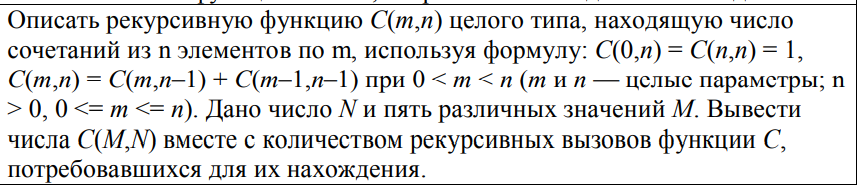 Описать рекурсивную функцию C(m,n) целого типа, находящую число
сочетаний из n элементов по m, используя формулу: C(0,n) = C(n,n) = 1,
C(m,n) = C(m,n–1) + C(m–1,n–1) при 0 < m < n (m и n — целые параметры; n
> 0, 0 <= m <= n). Дано число N и пять различных значений M. Вывести
числа C(M,N) вместе с количеством рекурсивных вызовов функции C,
потребовавшихся для их нахождения.